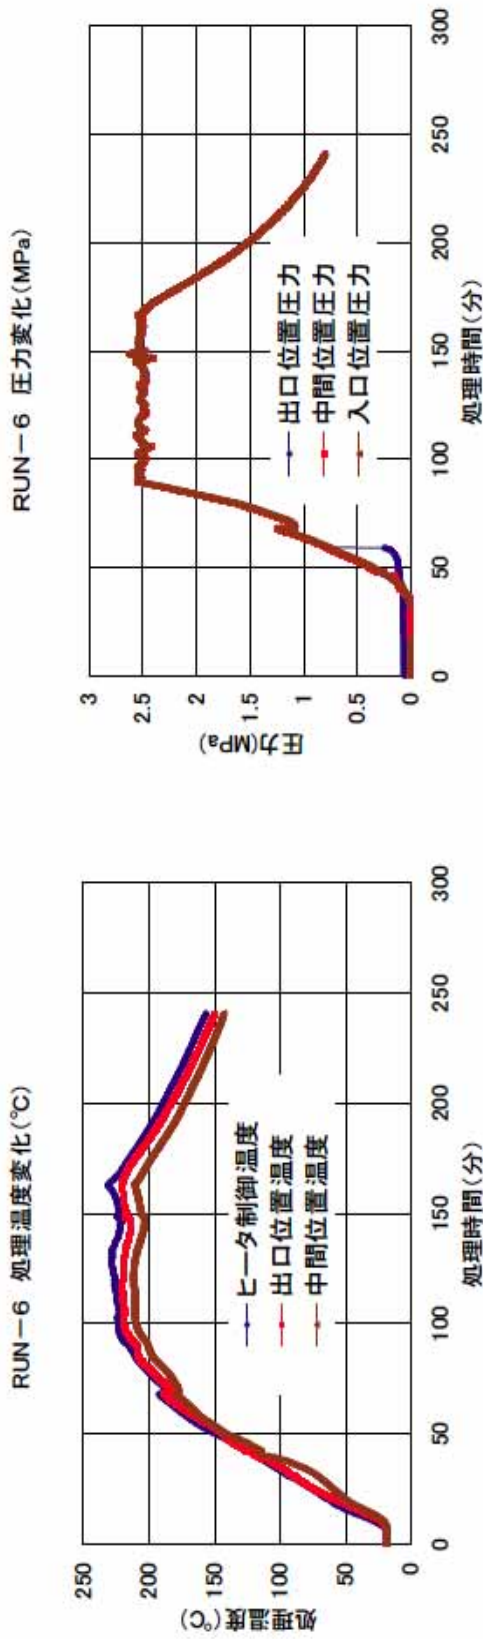 RUN－6 処理温度変化(℃)
250
200
150
100
50
0
処理温度(℃)
ヒータ制御温度
出口位置温度
中間位置温度
0
50
100
150
200
250
300
処理時間(分)
RUN－6 圧力変化(MPa)
3
2.5
2
1.5
1
0.5
0
圧力(MPa)
出口位置圧力
中間位置圧力
入口位置圧力
0
50
100
150
200
250
300
処理時間(分)